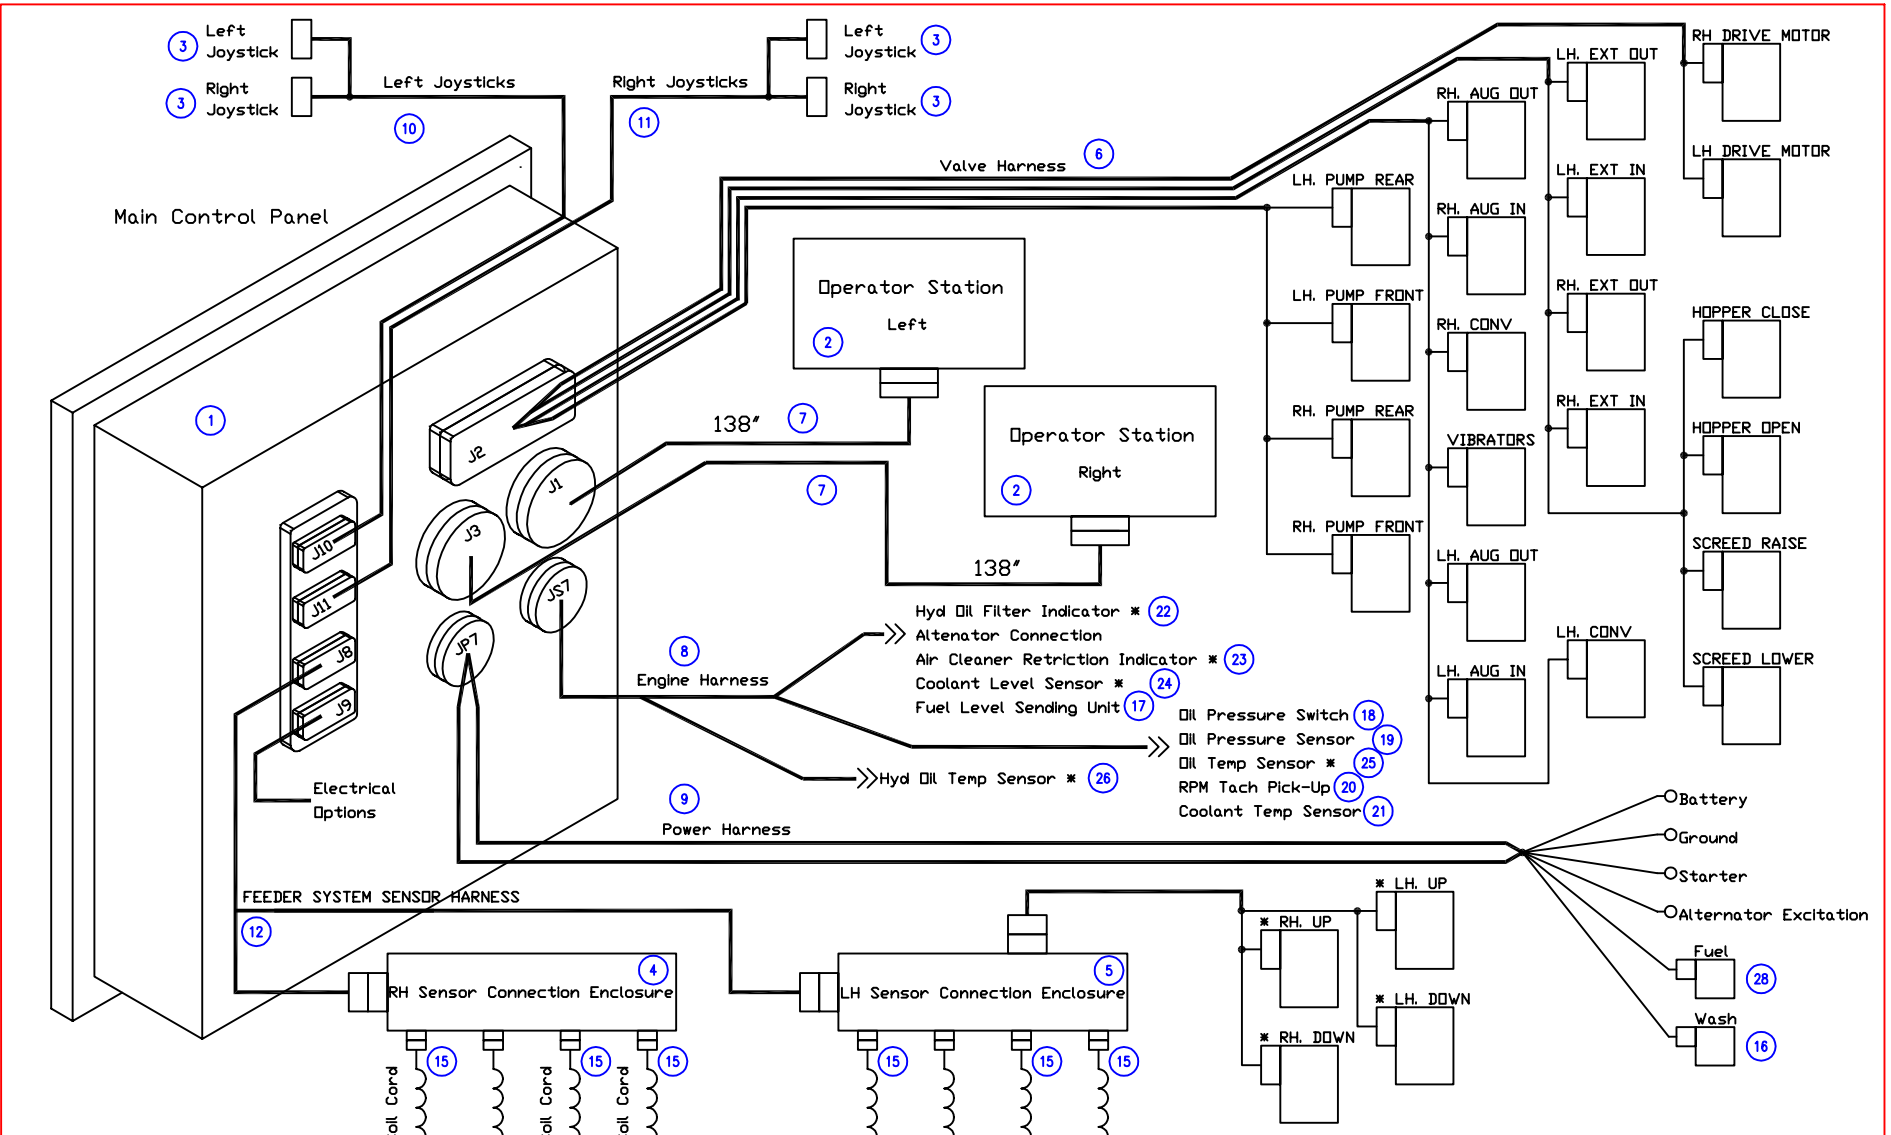 Left
Joystick
3
Right
Joystick
3
Left Joysticks
10
Right Joysticks
11
Left
Joystick
3
Right
Joystick
3
Main Control Panel
1
Valve Harness
6
RH DRIVE MOTOR
LH DRIVE MOTOR
LH. EXT OUT
LH. EXT IN
RH. EXT OUT
RH. EXT IN
RH. AUG OUT
RH. AUG IN
RH. CONV
VIBRATORS
LH. AUG OUT
LH. AUG IN
LH. CONV
LH. PUMP REAR
LH. PUMP FRONT
RH. PUMP REAR
RH. PUMP FRONT
HOPPER CLOSE
HOPPER OPEN
SCREED RAISE
SCREED LOWER
Operator Station
Left
2
Operator Station
Right
2
138"
7
7
138"
J2
J1
J3
JS7
JP7
J10
J11
J8
J9
Electrical
Options
8
Engine Harness
Hyd Oil Filter Indicator * 22
Altenator Connection
Air Cleaner Retriction Indicator * 23
Coolant Level Sensor * 24
Fuel Level Sending Unit 17
Oil Pressure Switch 18
Oil Pressure Sensor 19
Oil Temp Sensor * 25
RPM Tach Pick-Up 20
Coolant Temp Sensor 21
Hyd Oil Temp Sensor * 26
9
Power Harness
Battery
Ground
Starter
Alternator Excitation
Fuel
28
Wash
16
FEEDER SYSTEM SENSOR HARNESS
12
4
RH Sensor Connection Enclosure
5
LH Sensor Connection Enclosure
* RH. UP
* RH. DOWN
* LH. UP
* LH. DOWN
15
15
15
15
15
15
Cord
Cord
Cord